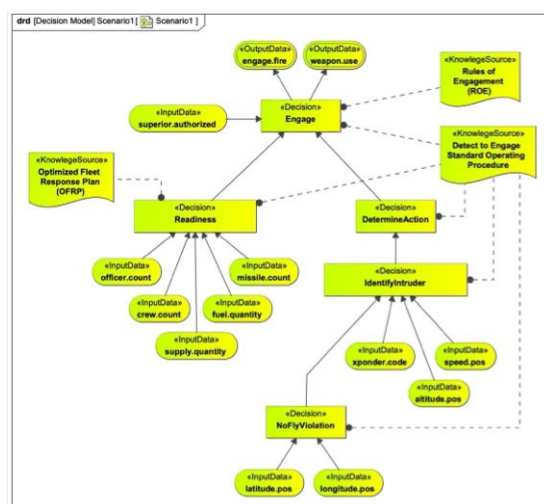 drd [Decision Model] Scenario1 [ Scenario1 ]
«OutputData»
engage.fire
«OutputData»
weapon.use
«KnowlegeSource»
Rules of
Engagement
(ROE)
«Decision»
Engage
«InputData»
superior.authorized
«KnowlegeSource»
Detect to Engage
Standard Operating
Procedure
«KnowlegeSource»
Optimized Fleet
Response Plan
(OFRP)
«Decision»
Readiness
«Decision»
DetermineAction
«InputData»
officer.count
«InputData»
missile.count
«Decision»
IdentifyIntruder
«InputData»
crew.count
«InputData»
fuel.quantity
«InputData»
supply.quantity
«InputData»
xponder.code
«InputData»
speed.pos
«InputData»
altitude.pos
«Decision»
NoFlyViolation
«InputData»
latitude.pos
«InputData»
longitude.pos